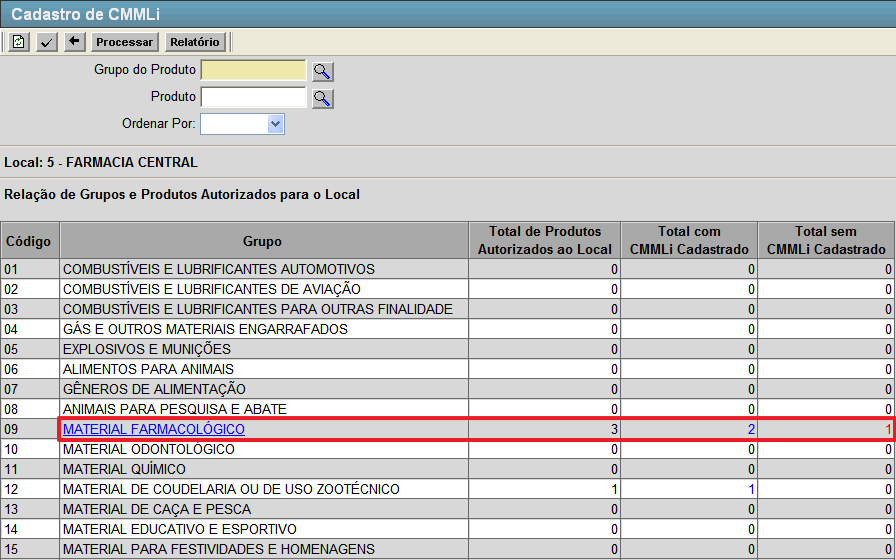 Cadastro de CMMLi
Processar Relatório
Grupo do Produto
Produto
Ordenar Por:
Local: 5 - FARMACIA CENTRAL
Relação de Grupos e Produtos Autorizados para o Local
Código Grupo Total de Produtos Autorizados ao Local Total com CMMLi Cadastrado Total sem CMMLi Cadastrado
01 COMBUSTÍVEIS E LUBRIFICANTES AUTOMOTIVOS 0 0 0
02 COMBUSTÍVEIS E LUBRIFICANTES DE AVIAÇÃO 0 0 0
03 COMBUSTÍVEIS E LUBRIFICANTES PARA OUTRAS FINALIDADE 0 0 0
04 GÁS E OUTROS MATERIAIS ENGARRAFADOS 0 0 0
05 EXPLOSIVOS E MUNIÇÕES 0 0 0
06 ALIMENTOS PARA ANIMAIS 0 0 0
07 GÊNEROS DE ALIMENTAÇÃO 0 0 0
08 ANIMAIS PARA PESQUISA E ABATE 0 0 0
09 MATERIAL FARMACOLÓGICO 3 2 1
10 MATERIAL ODONTOLÓGICO 0 0 0
11 MATERIAL QUÍMICO 0 0 0
12 MATERIAL DE COUDELARIA OU DE USO ZOOTÉCNICO 1 1 0
13 MATERIAL DE CAÇA E PESCA 0 0 0
14 MATERIAL EDUCATIVO E ESPORTIVO 0 0 0
15 MATERIAL PARA FESTIVIDADES E HOMENAGENS 0 0 0